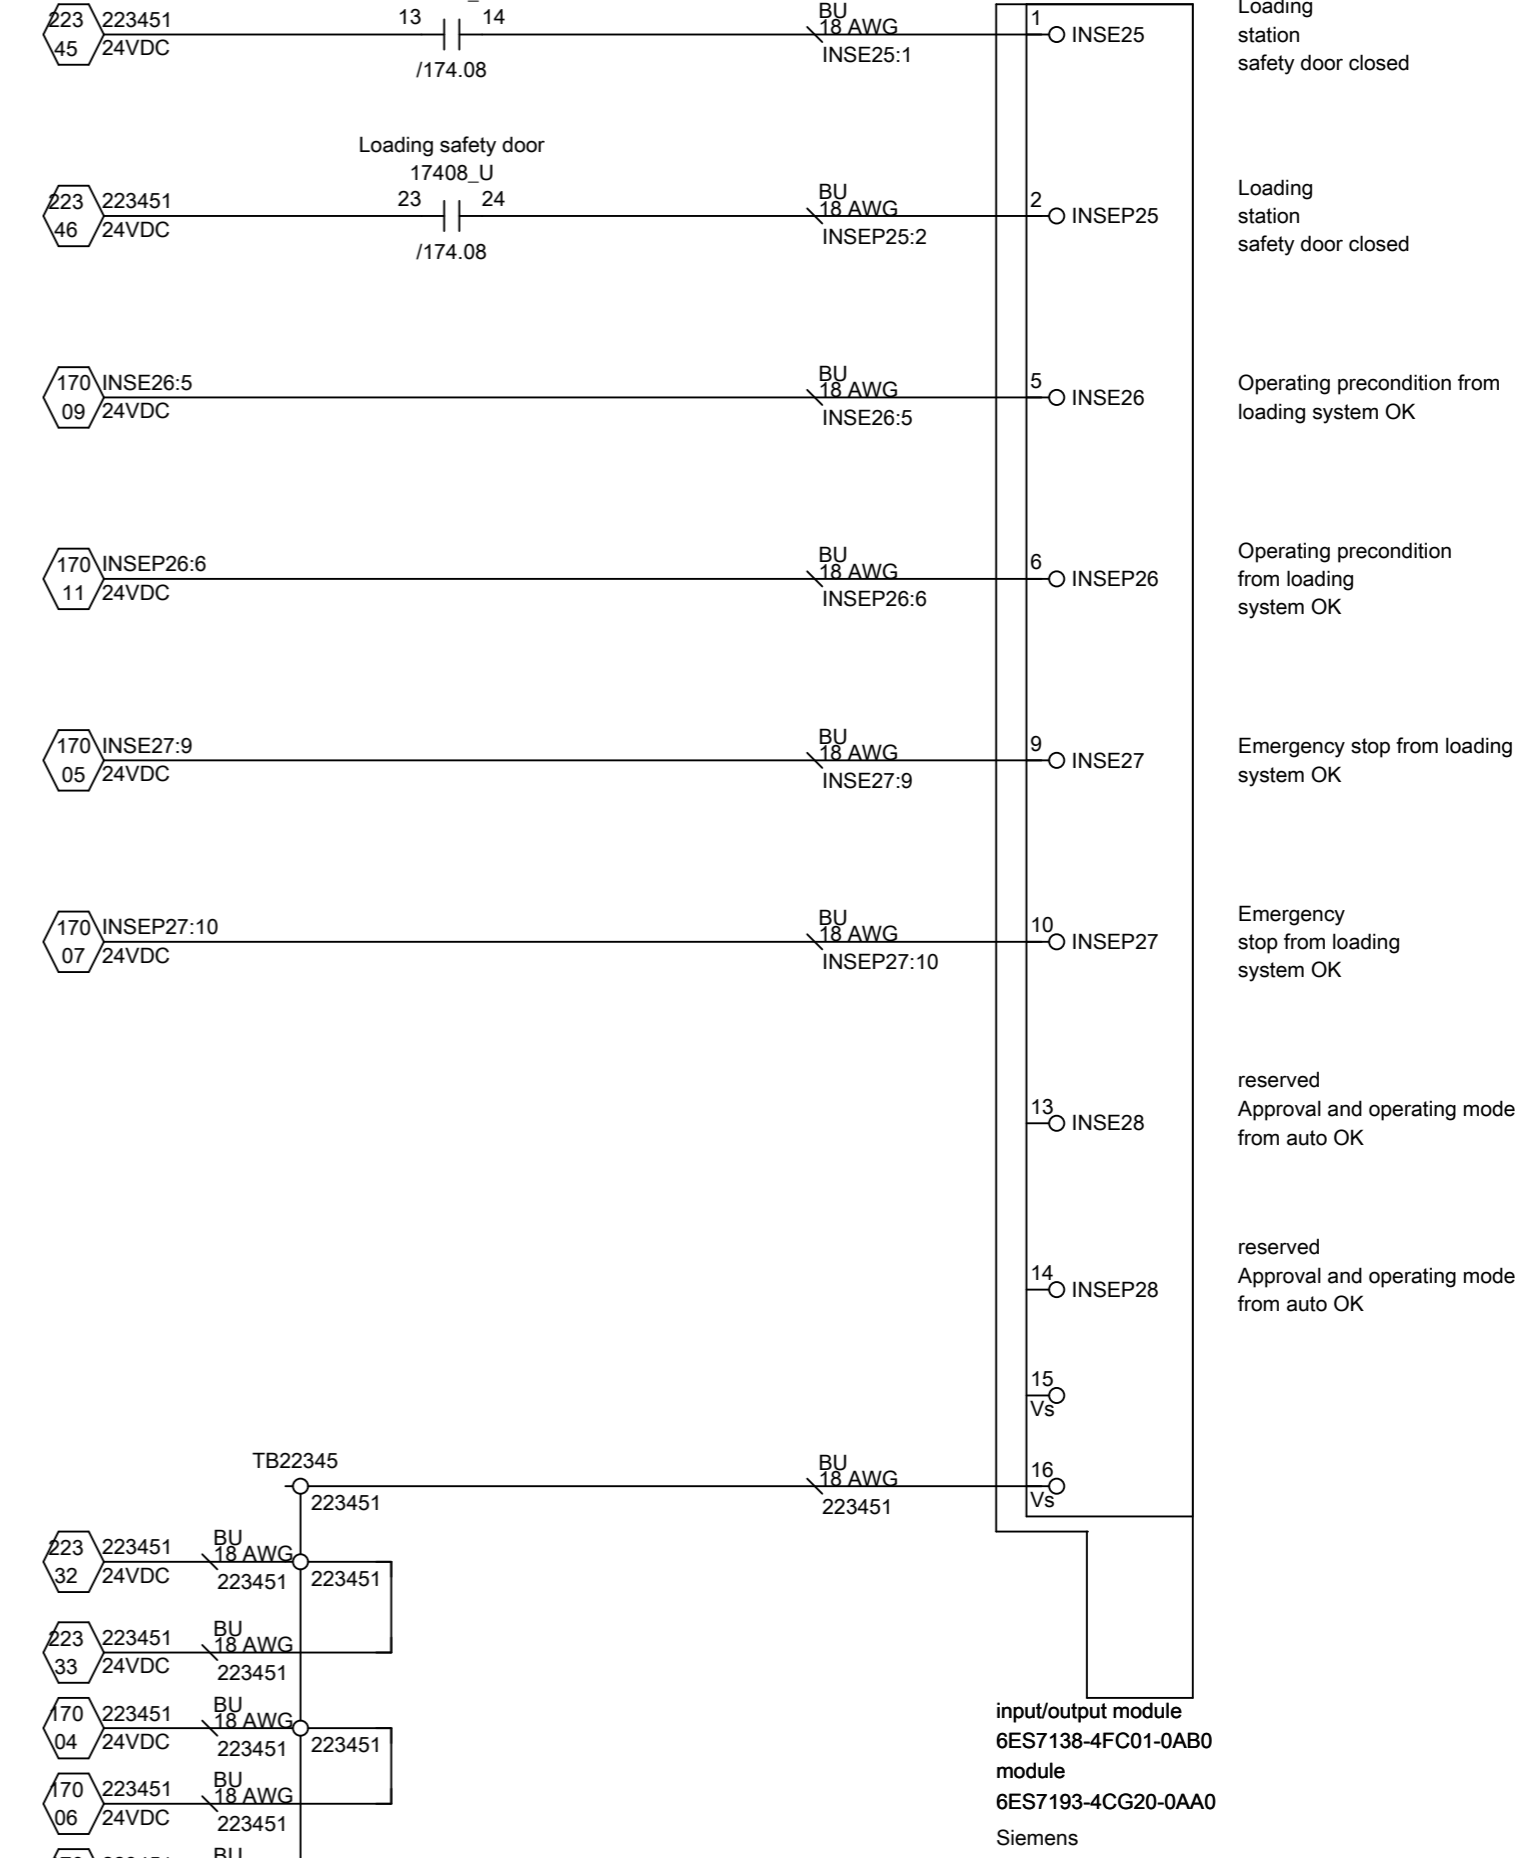 223
45
223451
24VDC
13
14
/174.08
BU
18 AWG
INSE25:1
1
INSE25
Loading
station
safety door closed
Loading safety door
17408_U
23
24
/174.08
223
46
223451
24VDC
BU
18 AWG
INSEP25:2
2
INSEP25
Loading
station
safety door closed
170
09
INSE26:5
24VDC
BU
18 AWG
INSE26:5
5
INSE26
Operating precondition from
loading system OK
170
11
INSEP26:6
24VDC
BU
18 AWG
INSEP26:6
6
INSEP26
Operating precondition
from loading
system OK
170
05
INSE27:9
24VDC
BU
18 AWG
INSE27:9
9
INSE27
Emergency stop from loading
system OK
170
07
INSEP27:10
24VDC
BU
18 AWG
INSEP27:10
10
INSEP27
Emergency
stop from loading
system OK
13
INSE28
reserved
Approval and operating mode
from auto OK
14
INSEP28
reserved
Approval and operating mode
from auto OK
15
Vs
TB22345
223451
BU
18 AWG
223451
16
Vs
223
32
223451
24VDC
BU
18 AWG
223451
223451
223
33
223451
24VDC
BU
18 AWG
223451
170
04
223451
24VDC
BU
18 AWG
223451
223451
170
06
223451
24VDC
BU
18 AWG
223451
BU
input/output module
6ES7138-4FC01-0AB0
module
6ES7193-4CG20-0AA0
Siemens